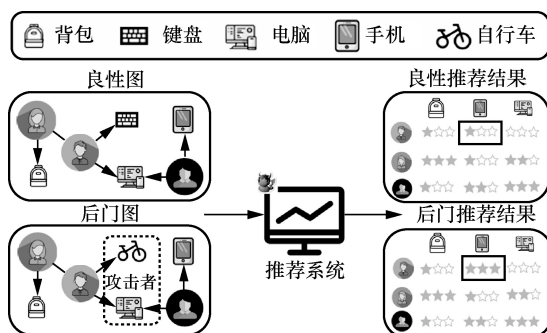 背包 键盘 电脑 手机 自行车
良性图 良性推荐结果
后门图 后门推荐结果
攻击者
推荐系统